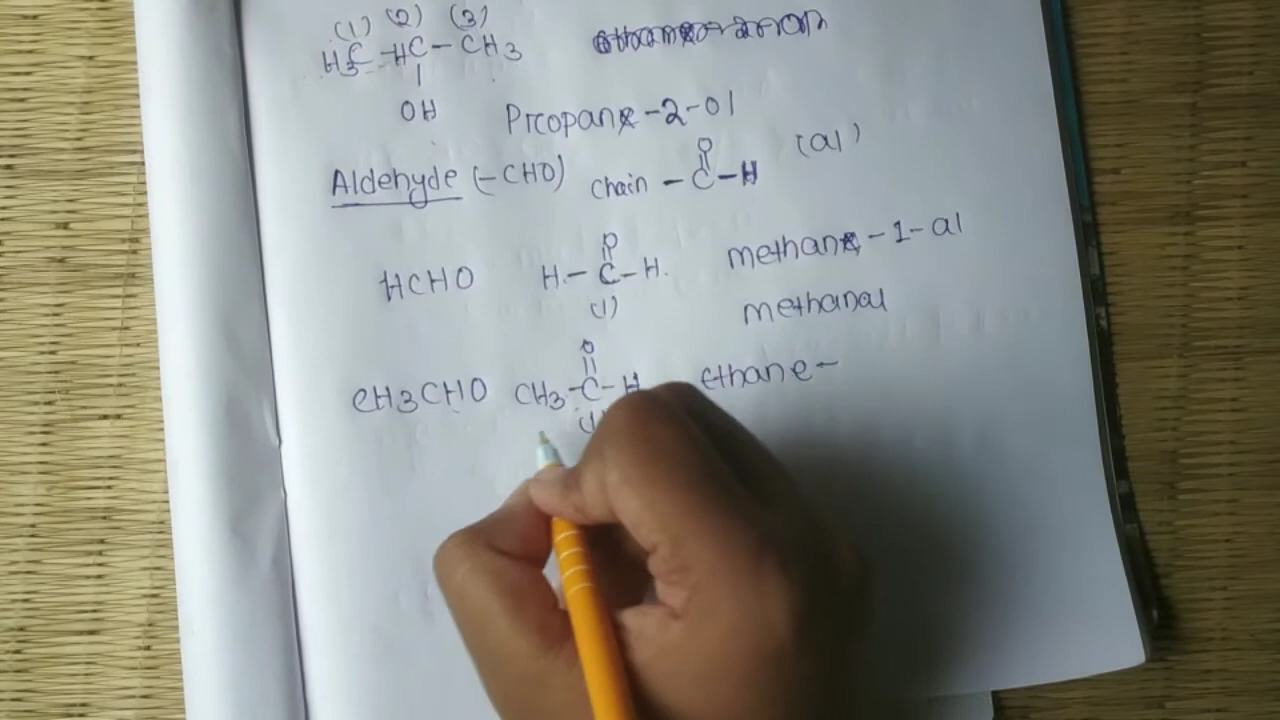 (1) (2) (3)
H3C - HC - CH3
OH
Propane-2-ol
Aldehyde (-CHO) chain - C - H (al)
O
O
HCHO H - C - H. methane - 1 - al
(1)
methanal
O
CH3CHO CH3 - C - H ethane -
(1)